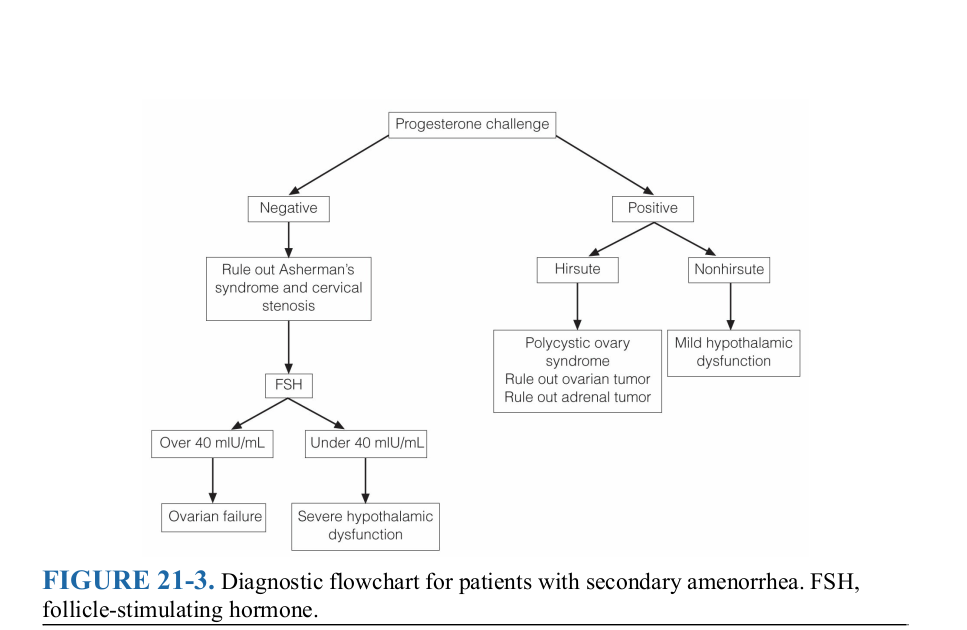 Progesterone challenge
Negative
Positive
Rule out Asherman's
syndrome and cervical
stenosis
Hirsute
Nonhirsute
Polycystic ovary
syndrome
Rule out ovarian tumor
Rule out adrenal tumor
Mild hypothalamic
dysfunction
FSH
Over 40 mIU/mL
Under 40 mIU/mL
Ovarian failure
Severe hypothalamic
dysfunction
FIGURE 21-3. Diagnostic flowchart for patients with secondary amenorrhea. FSH,
follicle-stimulating hormone.